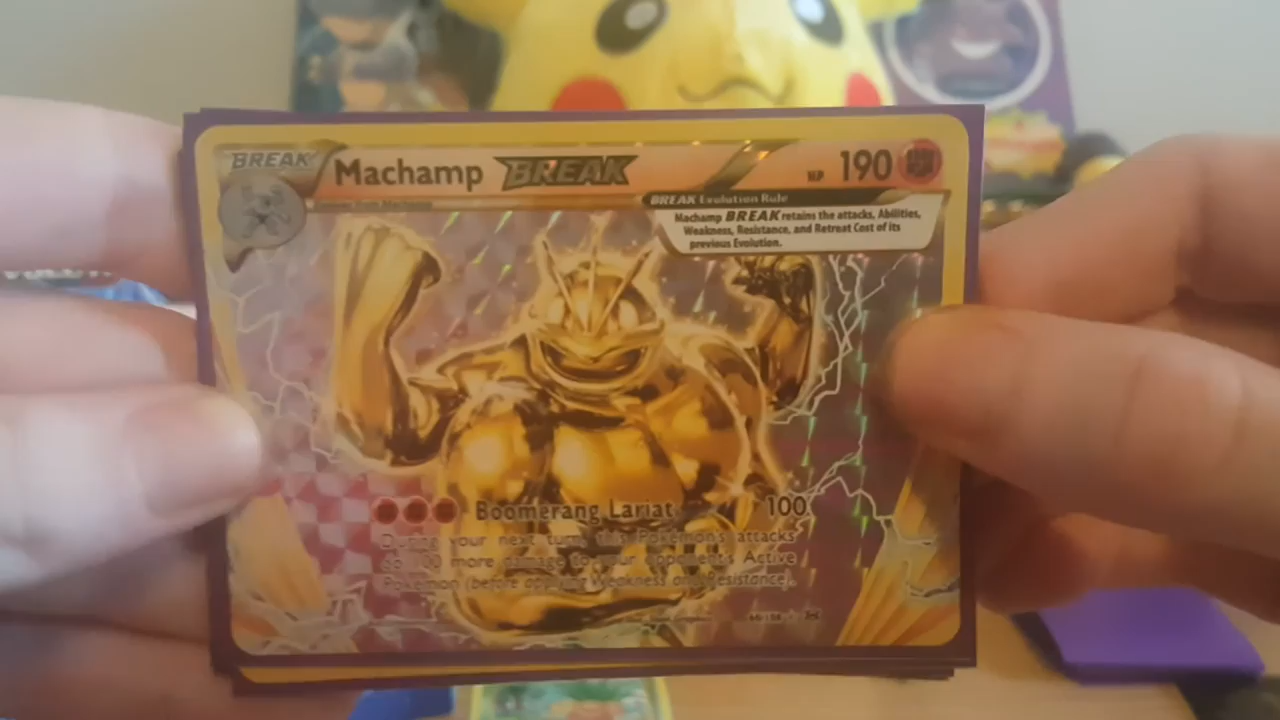 BREAK
Machamp BREAK
HP 190
BREAK Evolution Rule
Machamp BREAK retains the attacks, Abilities,
Weakness, Resistance, and Retreat Cost of its
previous Evolution.
Boomerang Lariat 100
During your next turn, this Pokémon's attacks
do 100 more damage to your opponent's Active
Pokémon (before applying Weakness and Resistance).